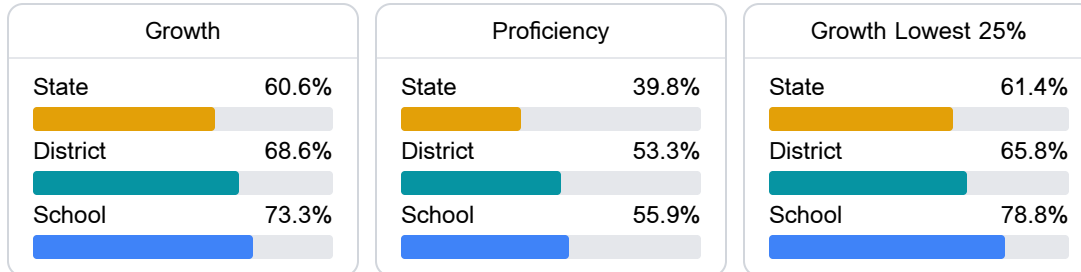 Growth
State 60.6%
District 68.6%
School 73.3%
Proficiency
State 39.8%
District 53.3%
School 55.9%
Growth Lowest 25%
State 61.4%
District 65.8%
School 78.8%